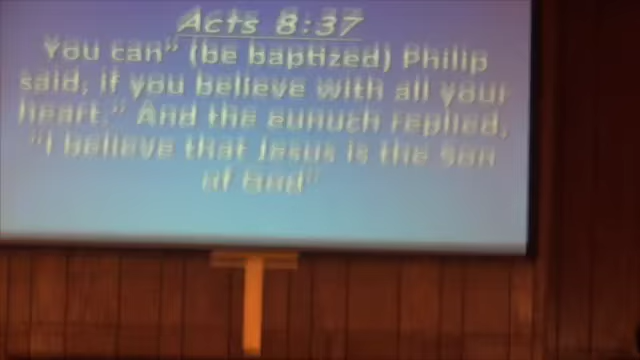 Acts 8:37
You can” (be baptized) Philip
said, if you believe with all your
heart.” And the eunuch replied,
“I believe that Jesus is the Son
of God”